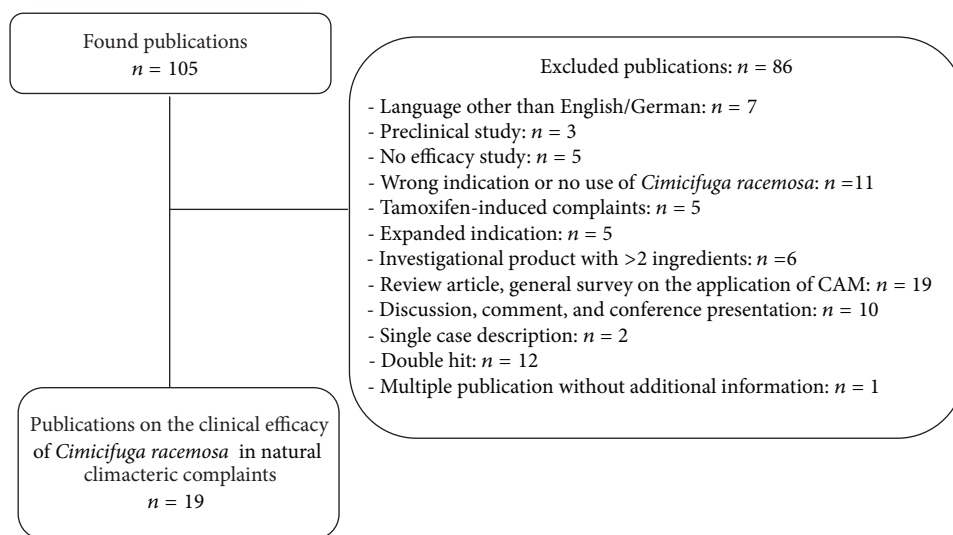 Found publications
n = 105
Excluded publications: n = 86
- Language other than English/German: n = 7
- Preclinical study: n = 3
- No efficacy study: n = 5
- Wrong indication or no use of Cimicifuga racemosa: n =11
- Tamoxifen-induced complaints: n = 5
- Expanded indication: n = 5
- Investigational product with >2 ingredients: n =6
- Review article, general survey on the application of CAM: n = 19
- Discussion, comment, and conference presentation: n = 10
- Single case description: n = 2
- Double hit: n = 12
- Multiple publication without additional information: n = 1
Publications on the clinical efficacy
of Cimicifuga racemosa in natural
climacteric complaints
n = 19